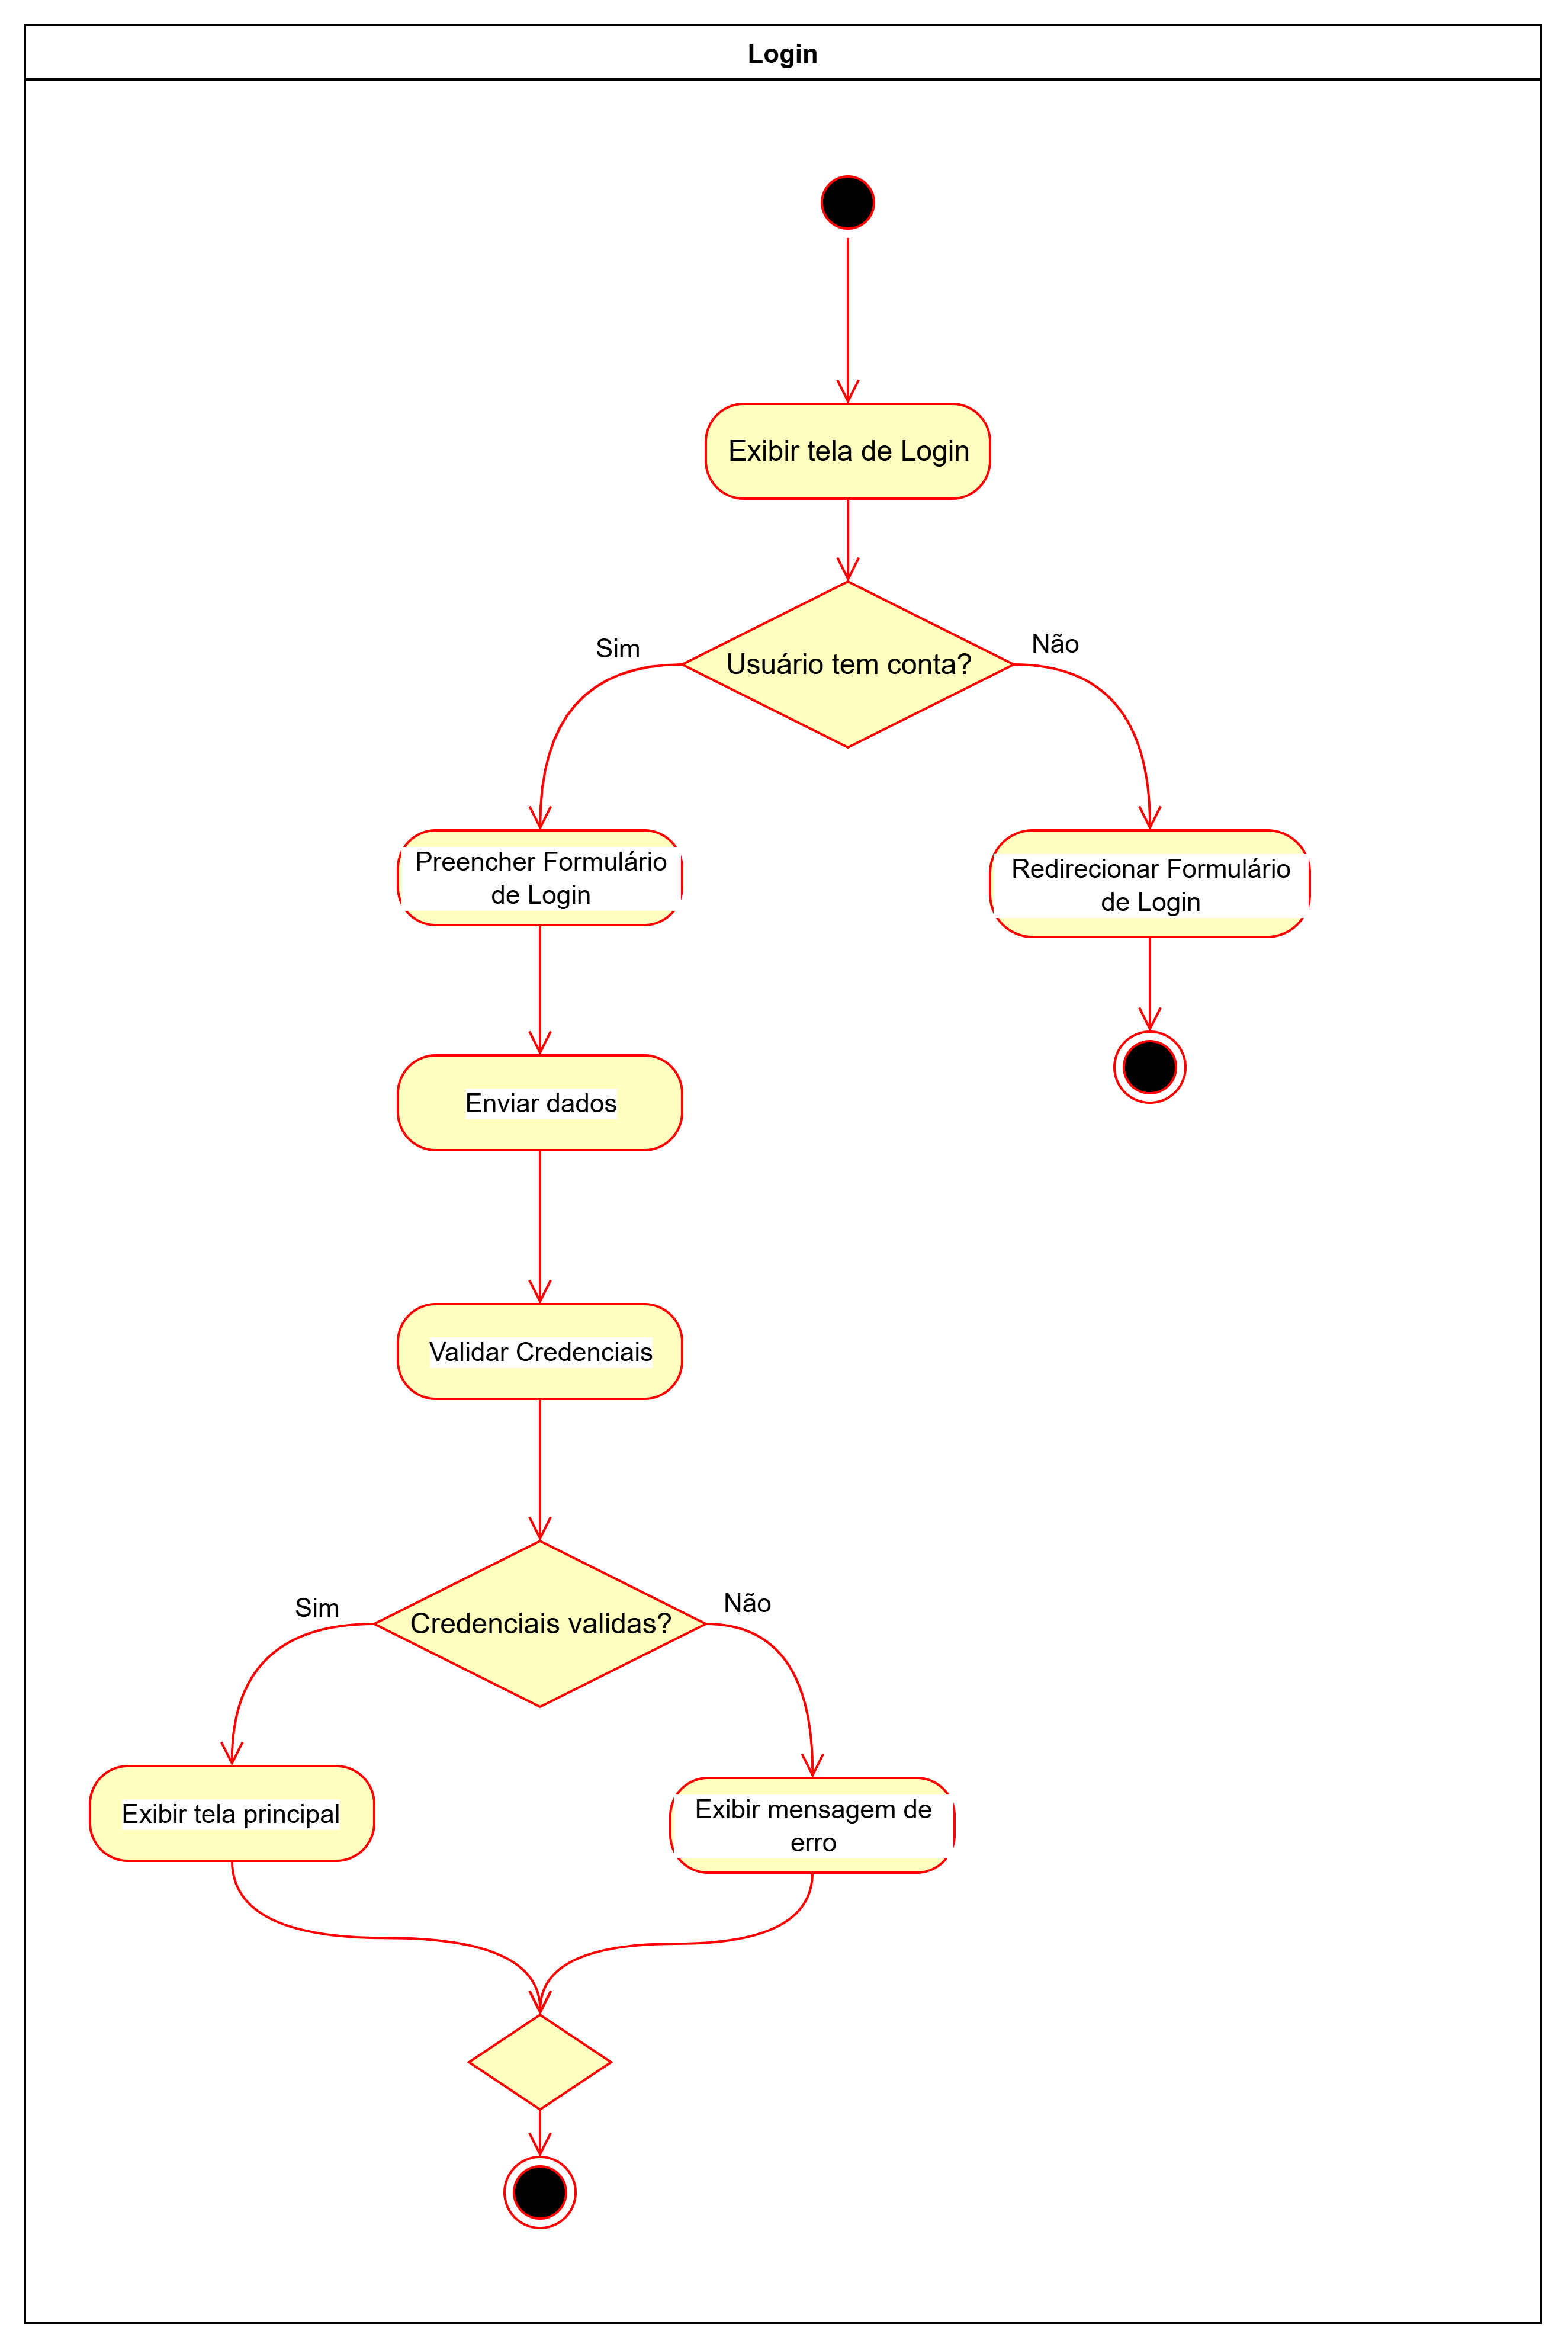 Login
Exibir tela de Login
Usuário tem conta?
Sim
Não
Preencher Formulário
de Login
Redirecionar Formulário
de Login
Enviar dados
Validar Credenciais
Credenciais validas?
Sim
Não
Exibir tela principal
Exibir mensagem de
erro